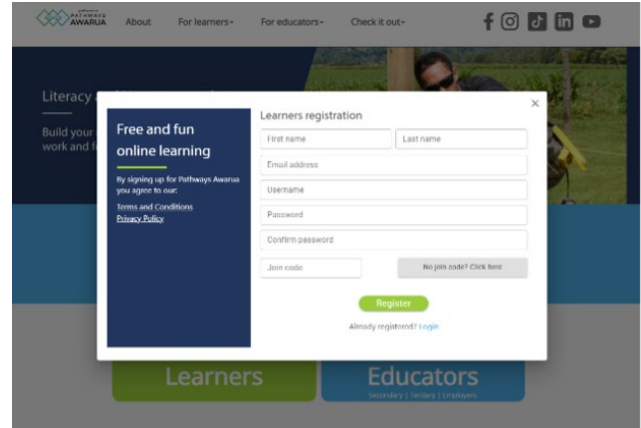 PATHWAYS
AWARUA
About
For learners
For educators
Check it out
Literacy
Build your
work and
Free and fun
online learning
By signing up for Pathways Awarua
you agree to our:
Terms and Conditions
Privacy Policy
Learners registration
First name
Last name
Email address
Username
Password
Confirm password
Join code
No join code? Click here
Register
Already registered? Login
Learners
Educators
Secondary | Tertiary | Employers